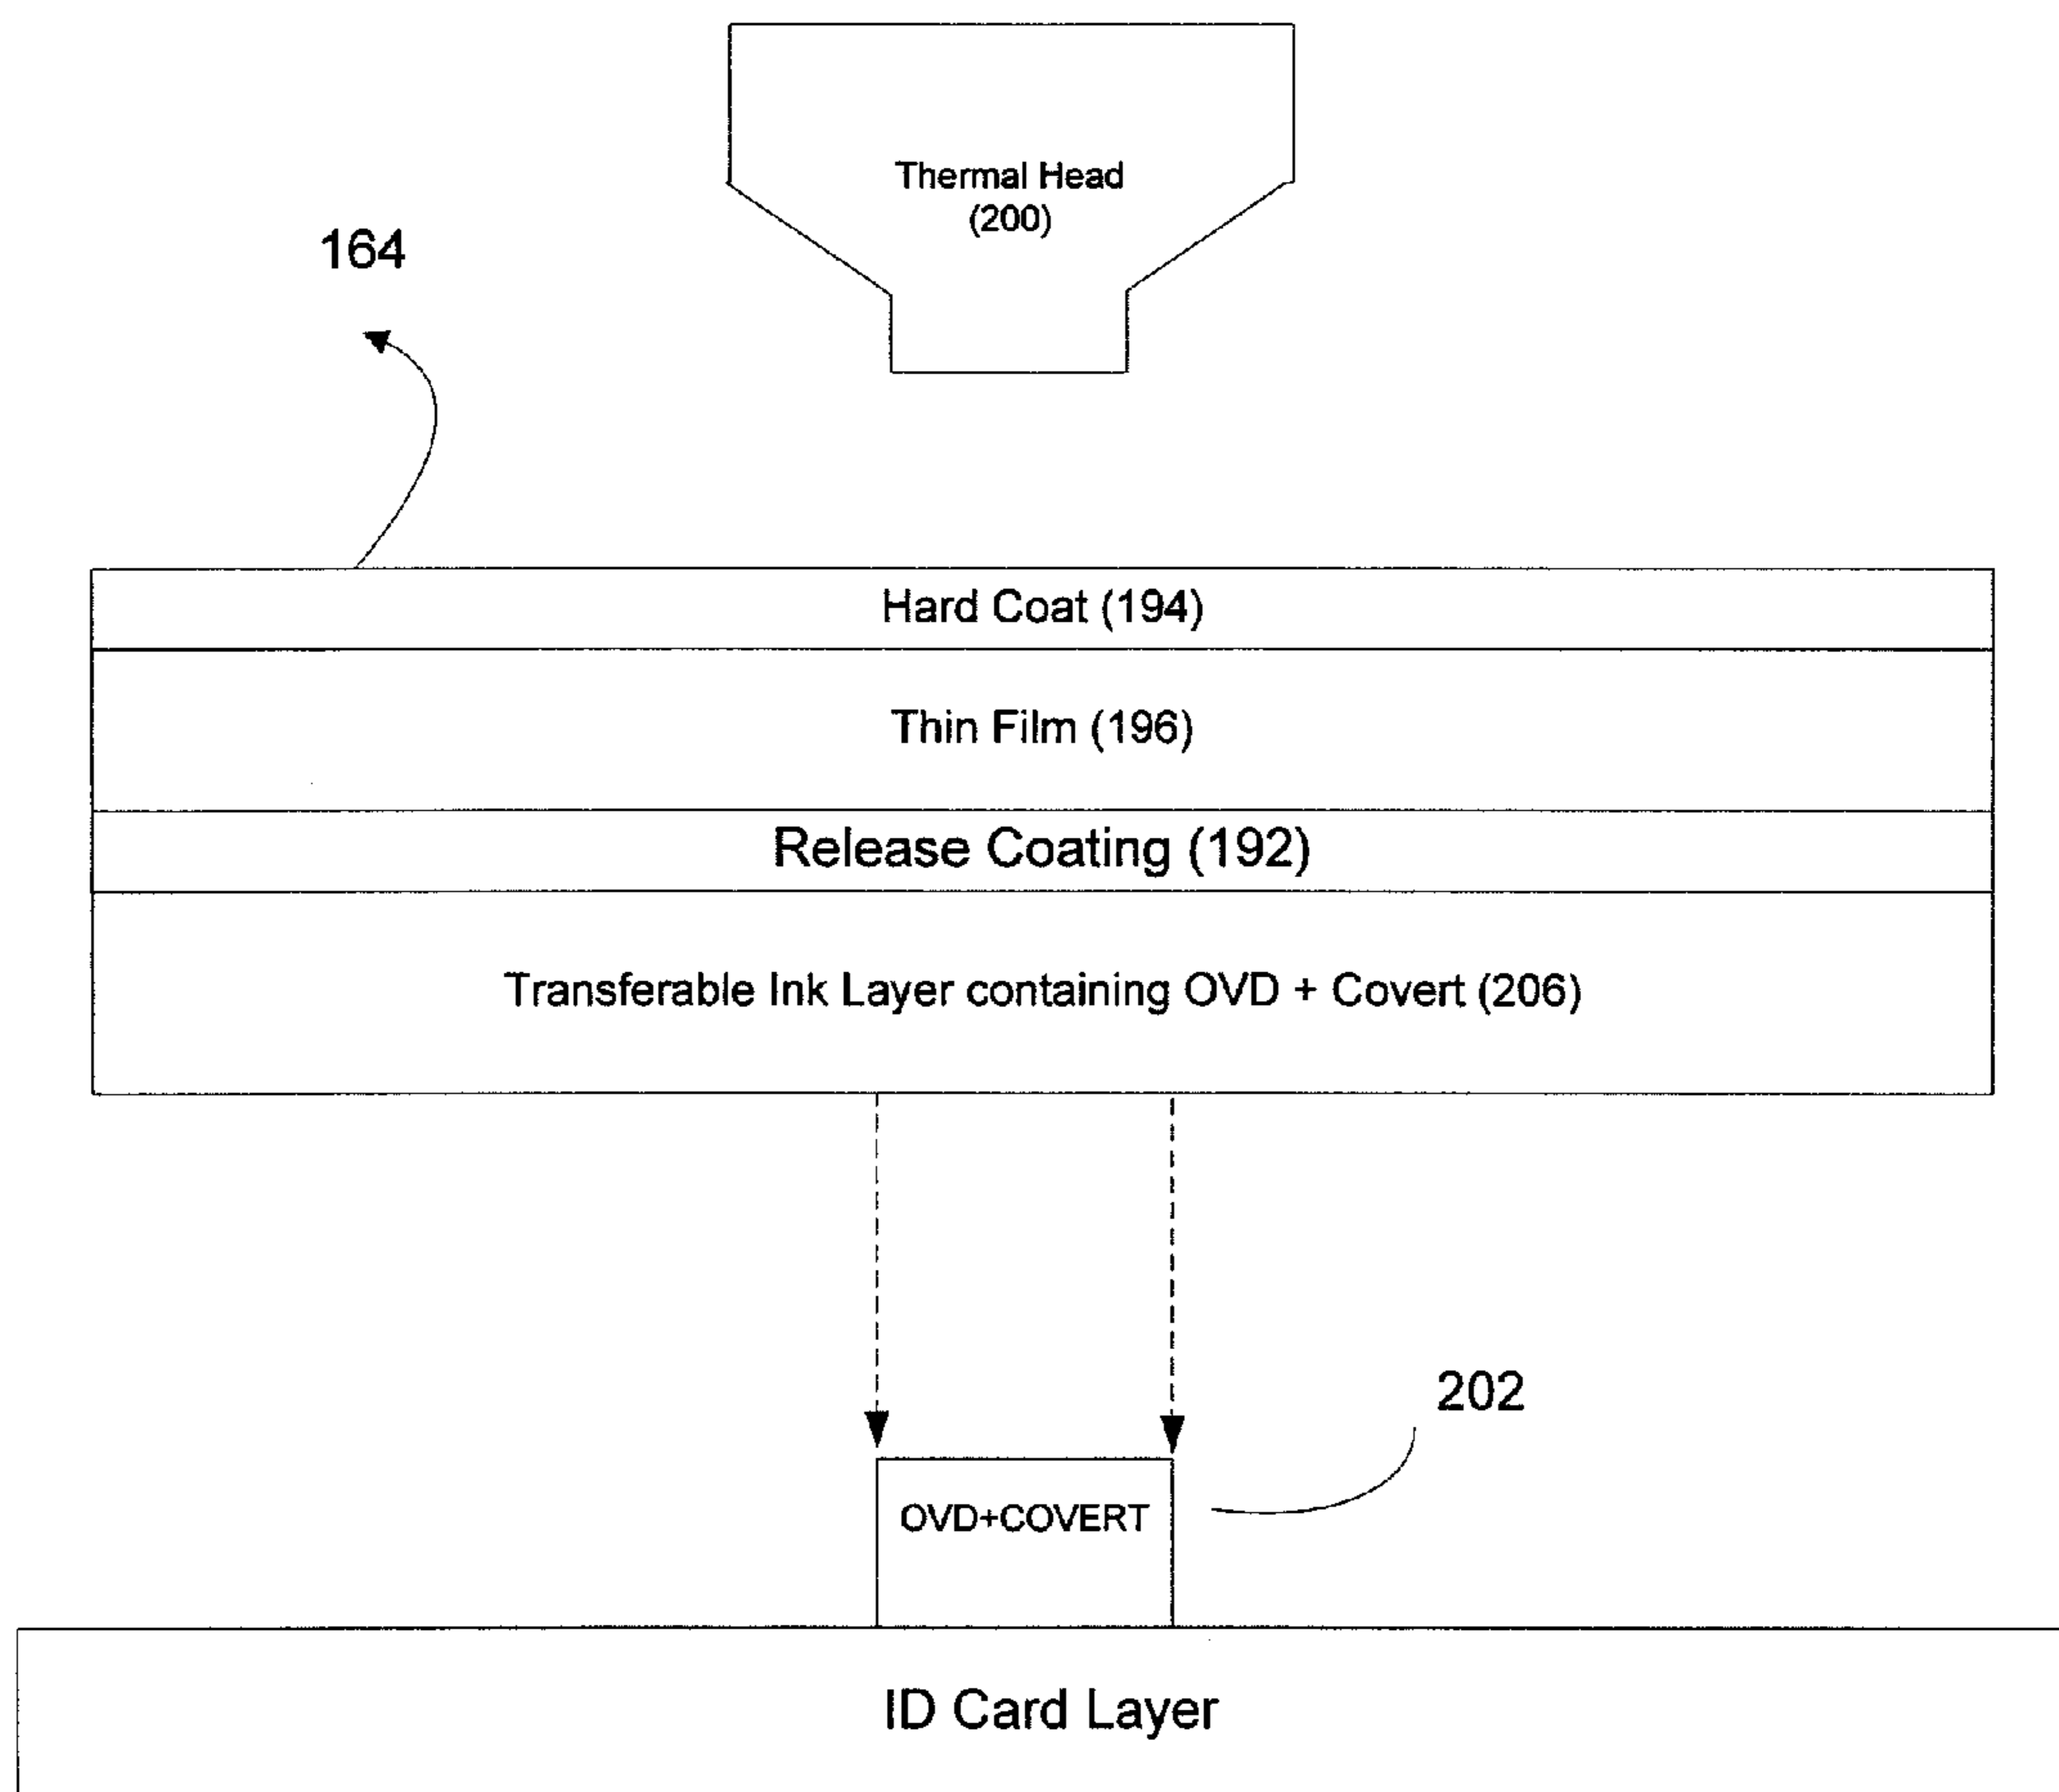 Thermal Head
(200)
164
Hard Coat (194)
Thin Film (196)
Release Coating (192)
Transferable Ink Layer containing OVD + Covert (206)
202
OVD+COVERT
ID Card Layer